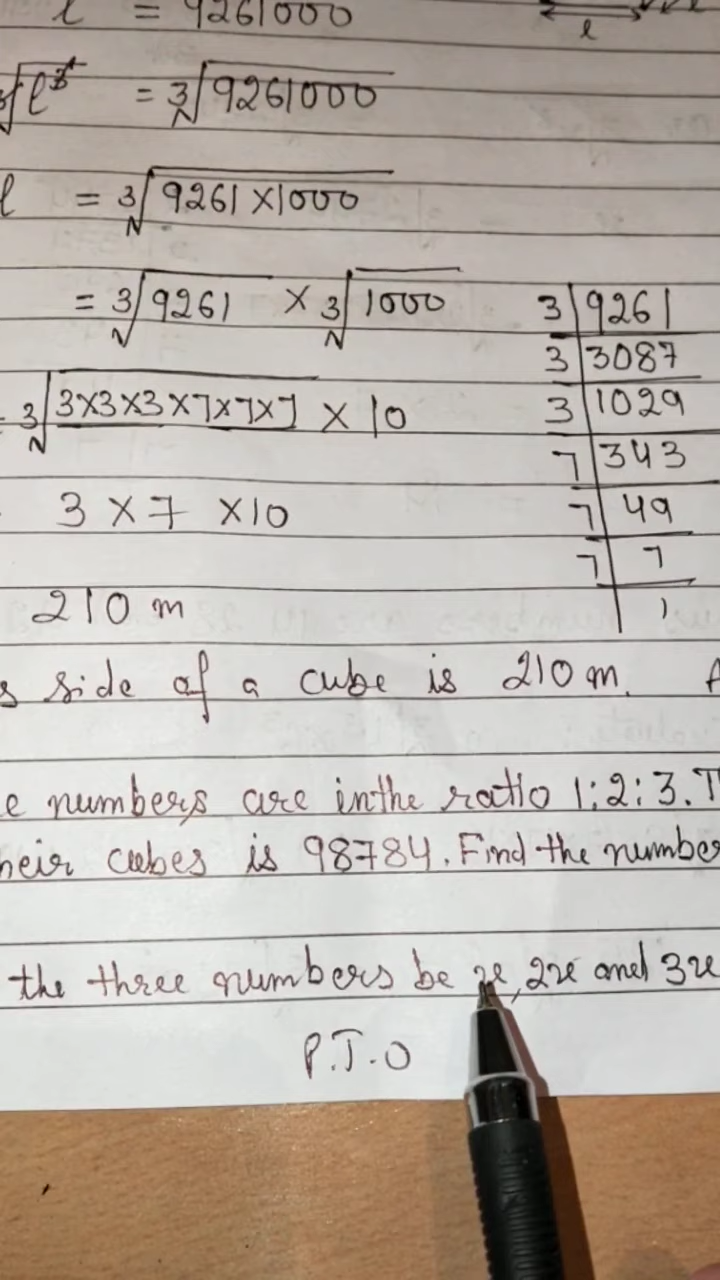 l = 9261000
l
∛l³ = ∛9261000
l = ∛9261×1000
= ∛9261 × ∛1000
= ∛3×3×3×7×7×7 × 10
3 × 7 × 10
210 m
3 | 9261
3 | 3087
3 | 1029
7 | 343
7 | 49
7 | 7
1
side of a cube is 210 m.
numbers are in the ratio 1:2:3.
cubes is 98784. Find the
the three numbers be x, 2x and 3x
P.T.O